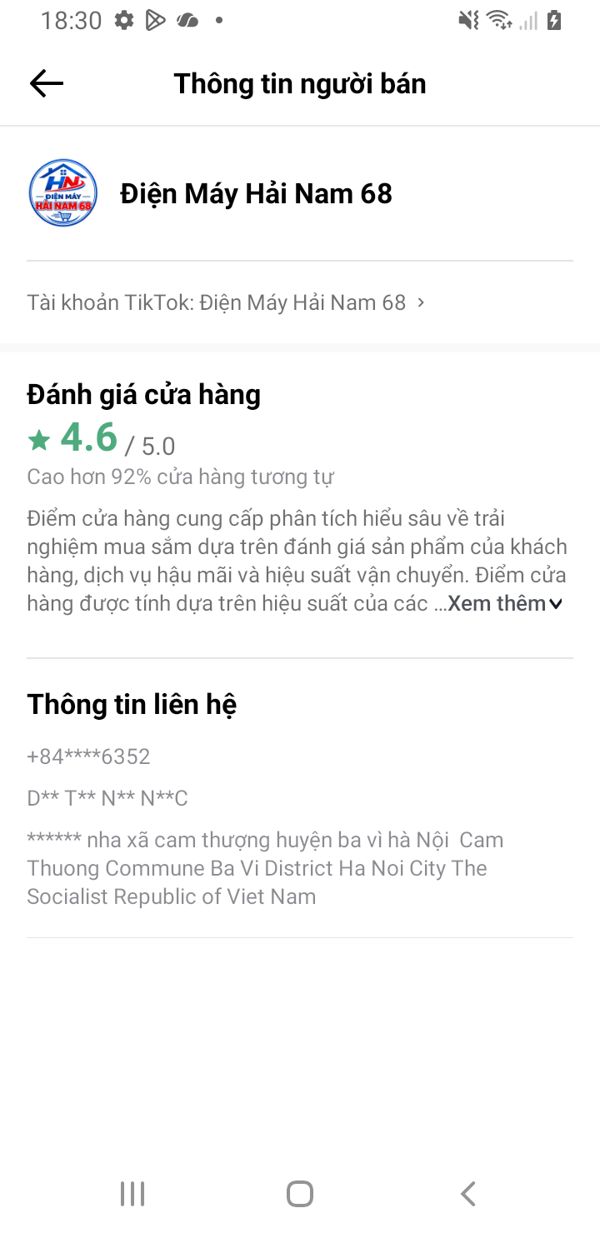 18:30
Thông tin người bán
HN
ĐIỆN MÁY
HẢI NAM 68
Điện Máy Hải Nam 68
Tài khoản TikTok: Điện Máy Hải Nam 68 ›
Đánh giá cửa hàng
★ 4.6 / 5.0
Cao hơn 92% cửa hàng tương tự
Điểm cửa hàng cung cấp phân tích hiểu sâu về trải
nghiệm mua sắm dựa trên đánh giá sản phẩm của khách
hàng, dịch vụ hậu mãi và hiệu suất vận chuyển. Điểm cửa
hàng được tính dựa trên hiệu suất của các ...Xem thêm
Thông tin liên hệ
+84****6352
D** T** N** N**C
****** nha xã cam thượng huyện ba vì hà Nội  Cam
Thuong Commune Ba Vi District Ha Noi City The
Socialist Republic of Viet Nam